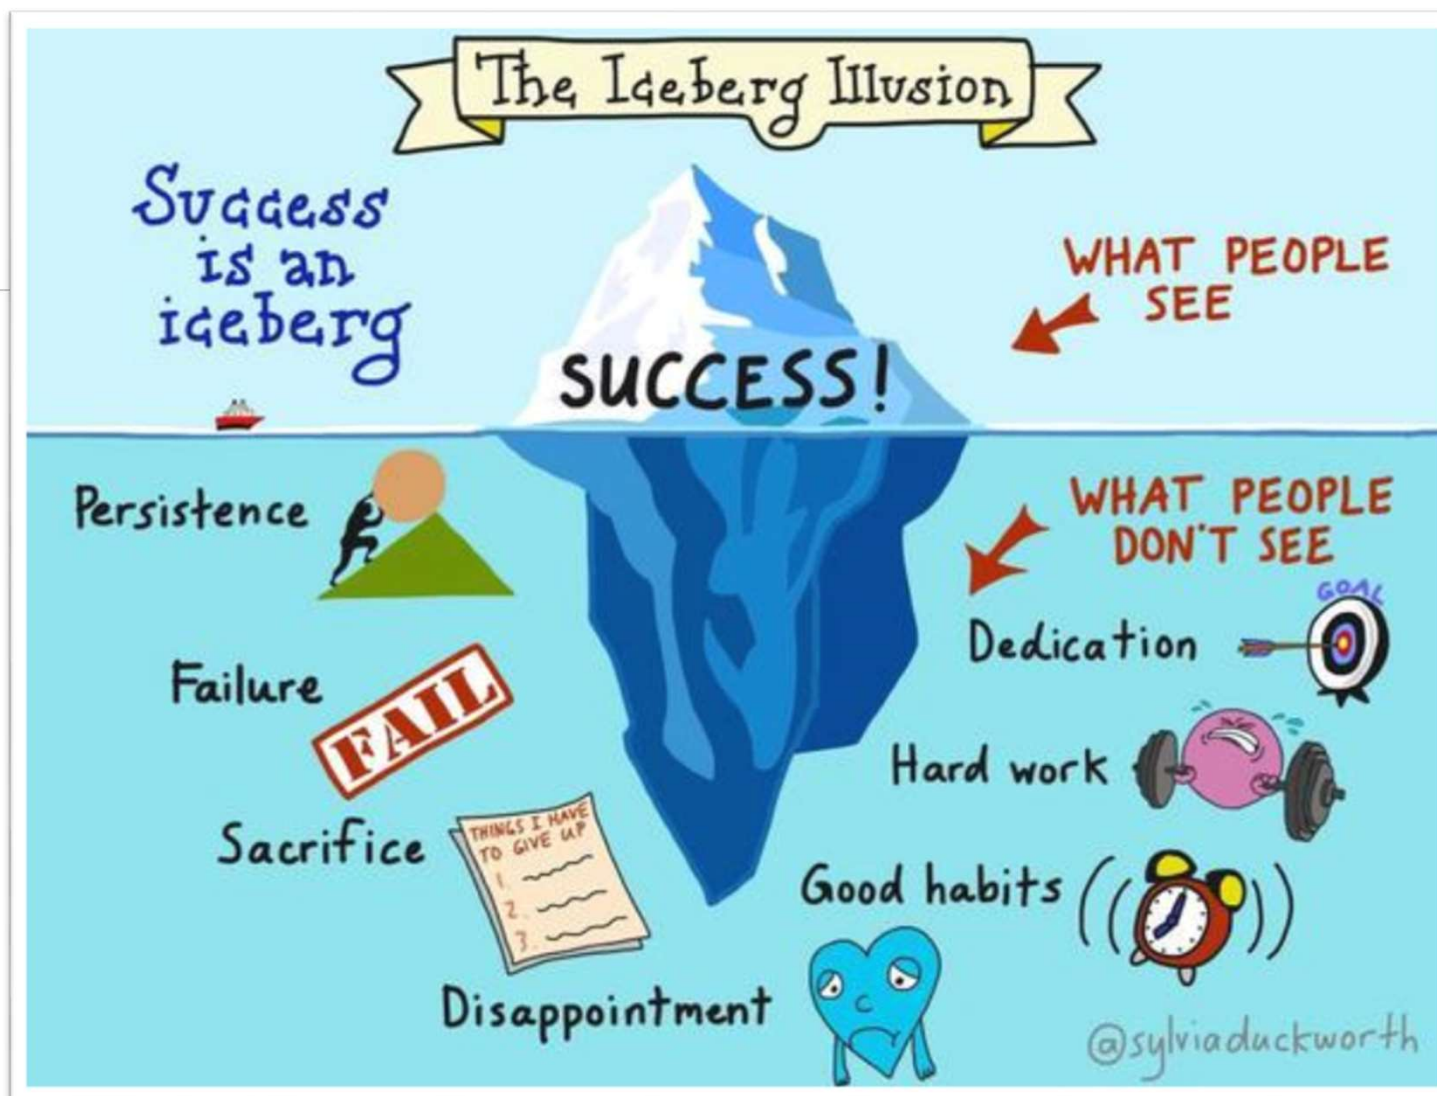 The Iceberg Illusion
Success
is an
iceberg
WHAT PEOPLE
SEE
SUCCESS!
Persistence
WHAT PEOPLE
DON'T SEE
GOAL
Dedication
Failure
FAIL
Hard work
Sacrifice
THINGS I HAVE
TO GIVE UP
1.
2.
3.
Good habits
Disappointment
@sylviaduckworth